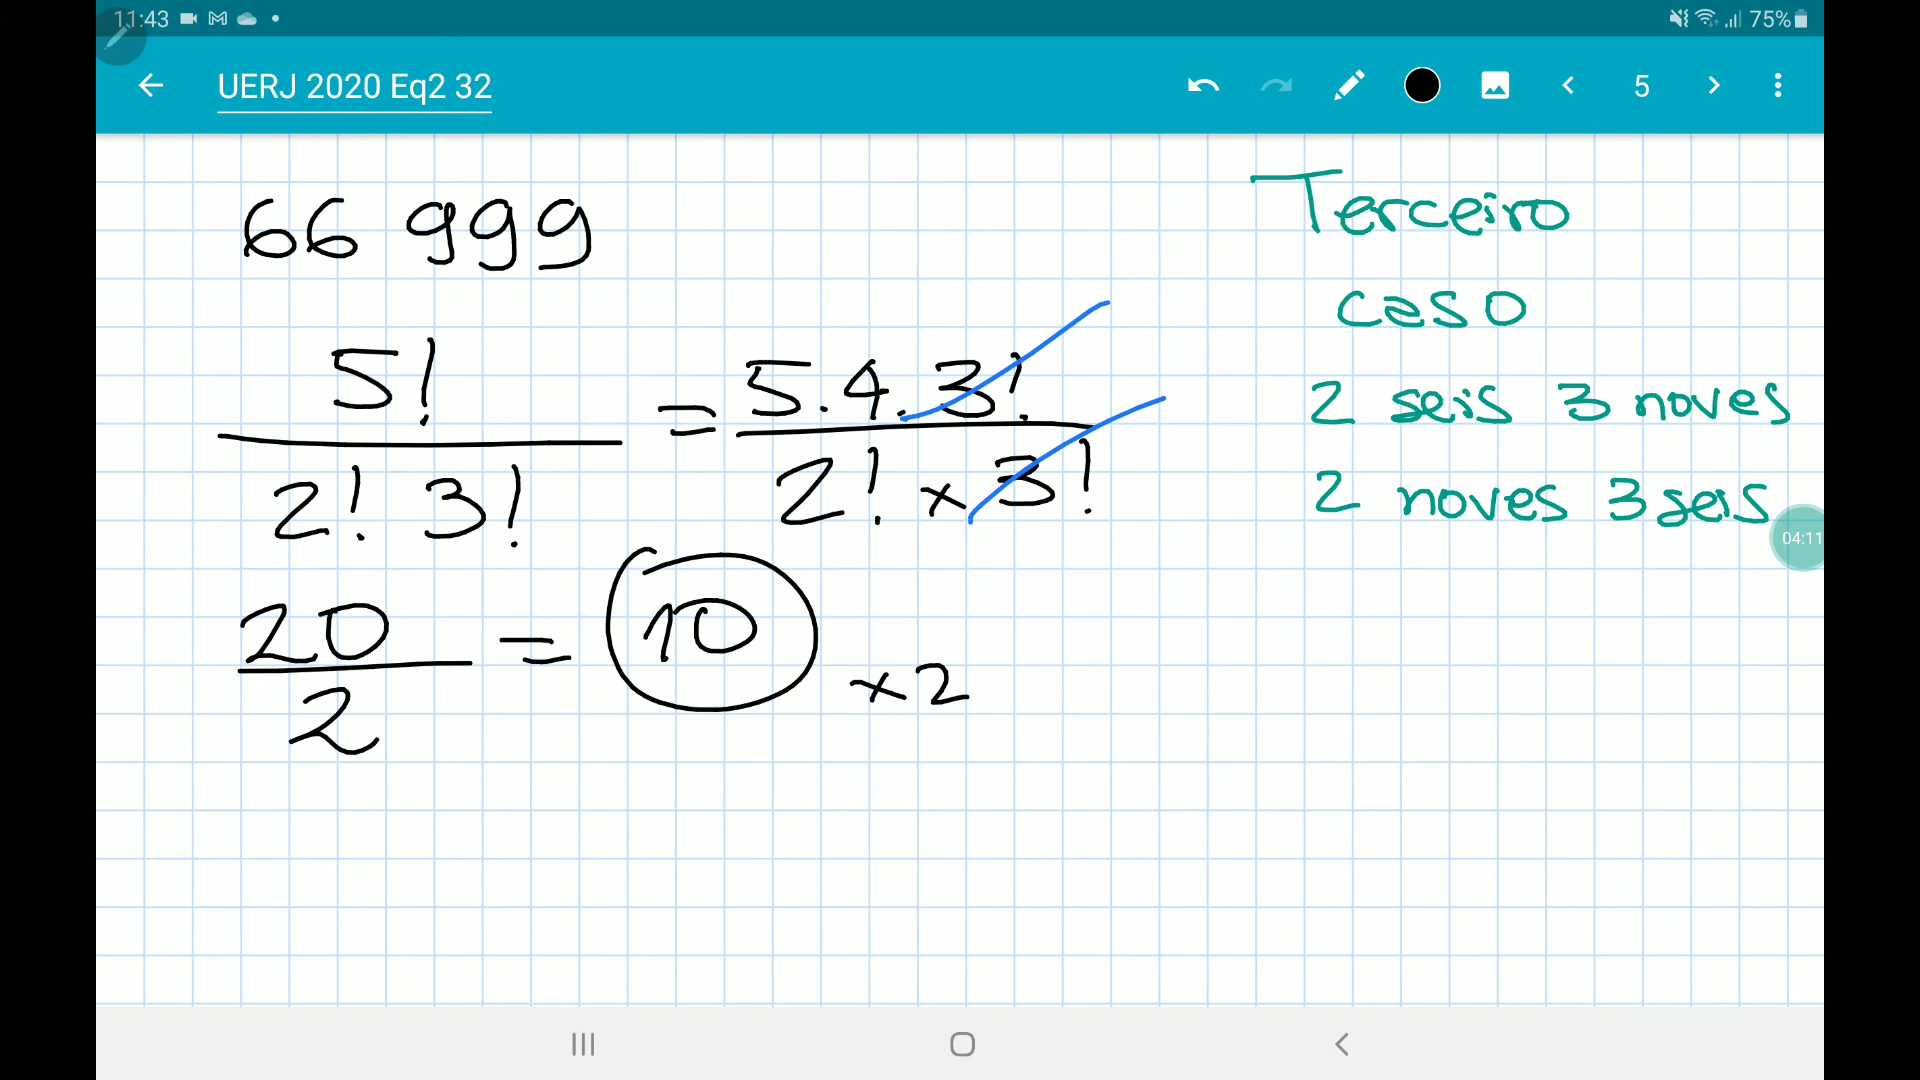 11:43 75%
UERJ 2020 Eq2 32 5
66 999
5! / 2! 3! = 5.4.3! / 2! x 3!
20 / 2 = 10 x 2
Terceiro
caso
2 seis 3 noves
2 noves 3 seis
04:11